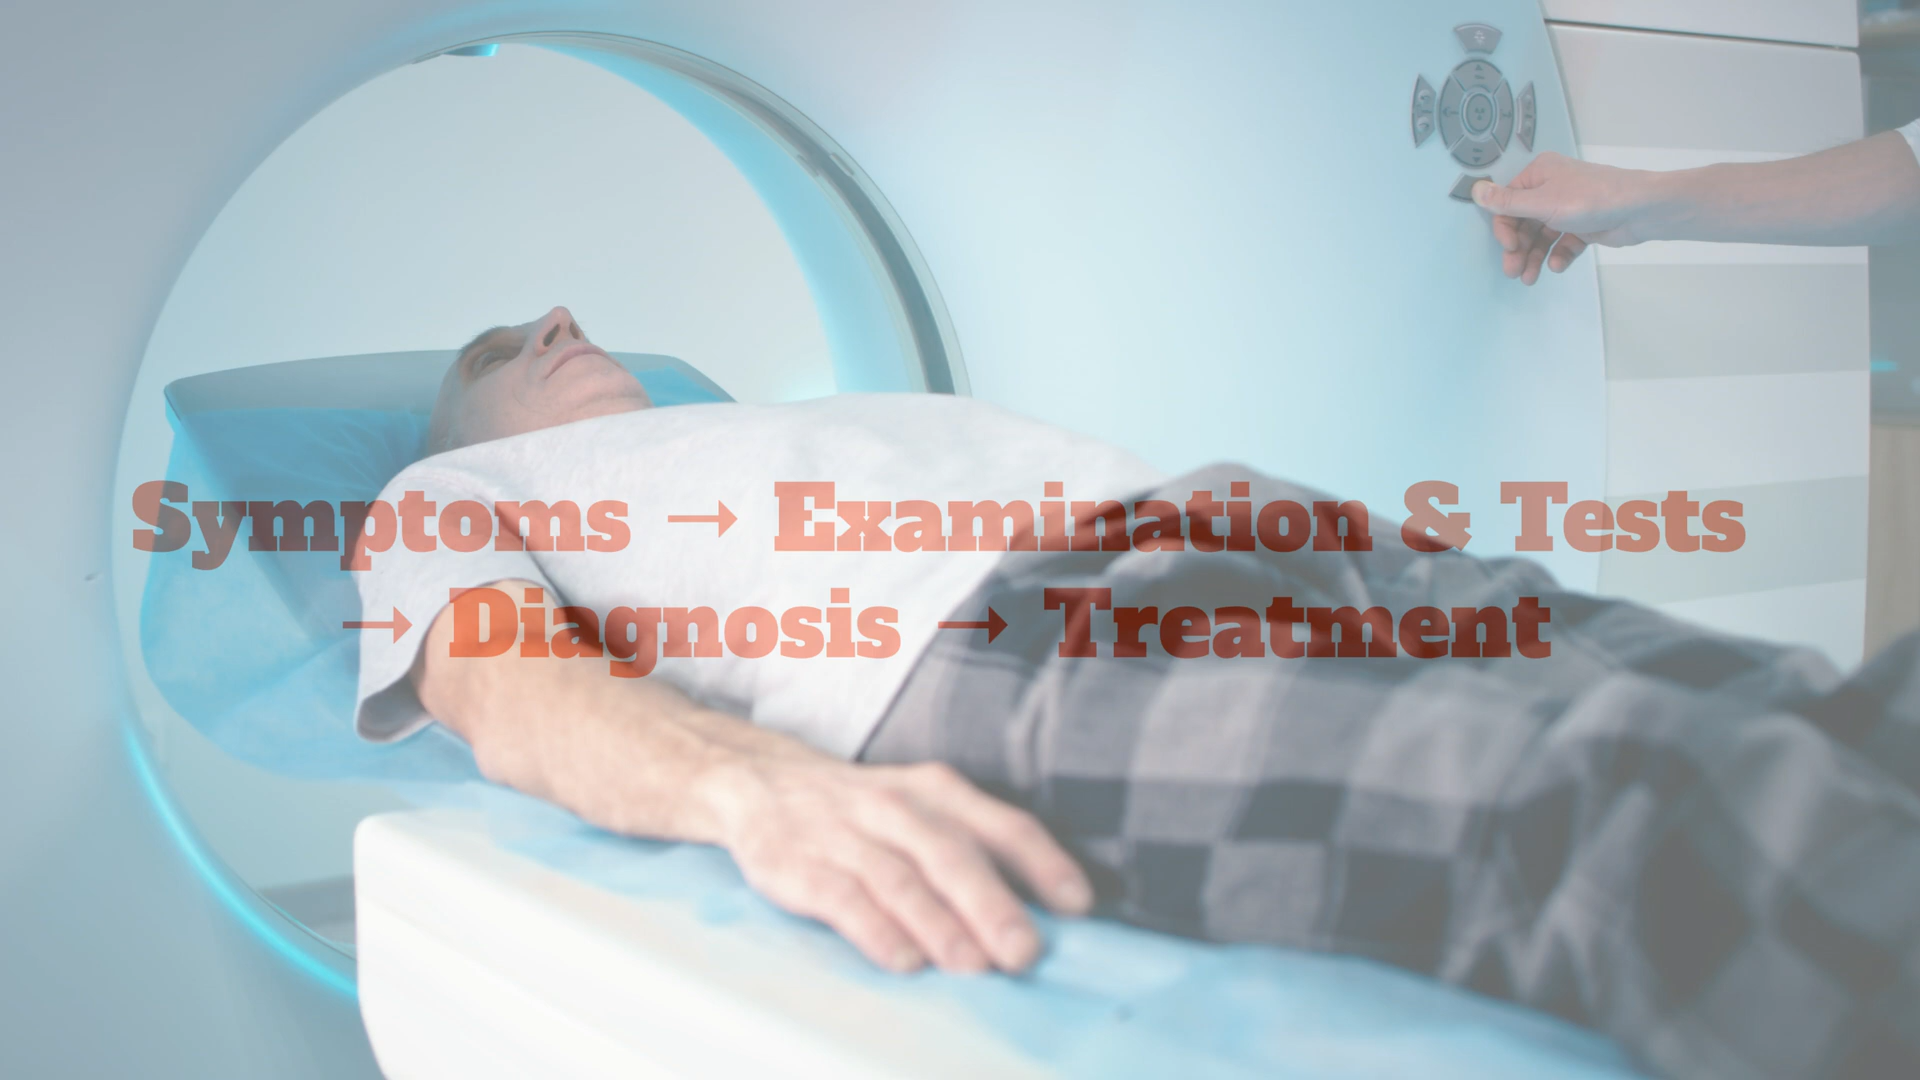 Symptoms → Examination & Tests
→ Diagnosis → Treatment